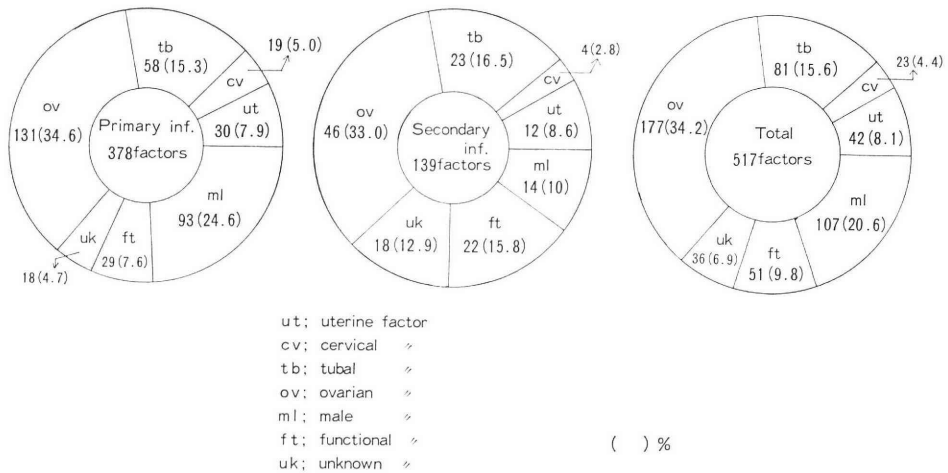 tb
58(15.3)
19(5.0)
cv
ut
30(7.9)
ov
131(34.6)
Primary inf.
378factors
ml
93(24.6)
ft
29(7.6)
uk
18(4.7)
tb
23(16.5)
4(2.8)
cv
ut
12(8.6)
ov
46(33.0)
Secondary
inf.
139factors
ml
14(10)
ft
22(15.8)
uk
18(12.9)
tb
81(15.6)
23(4.4)
cv
ut
42(8.1)
ov
177(34.2)
Total
517factors
ml
107(20.6)
ft
51(9.8)
uk
36(6.9)
ut; uterine factor
cv; cervical 〃
tb; tubal 〃
ov; ovarian 〃
ml; male 〃
ft; functional 〃
uk; unknown 〃
( )%